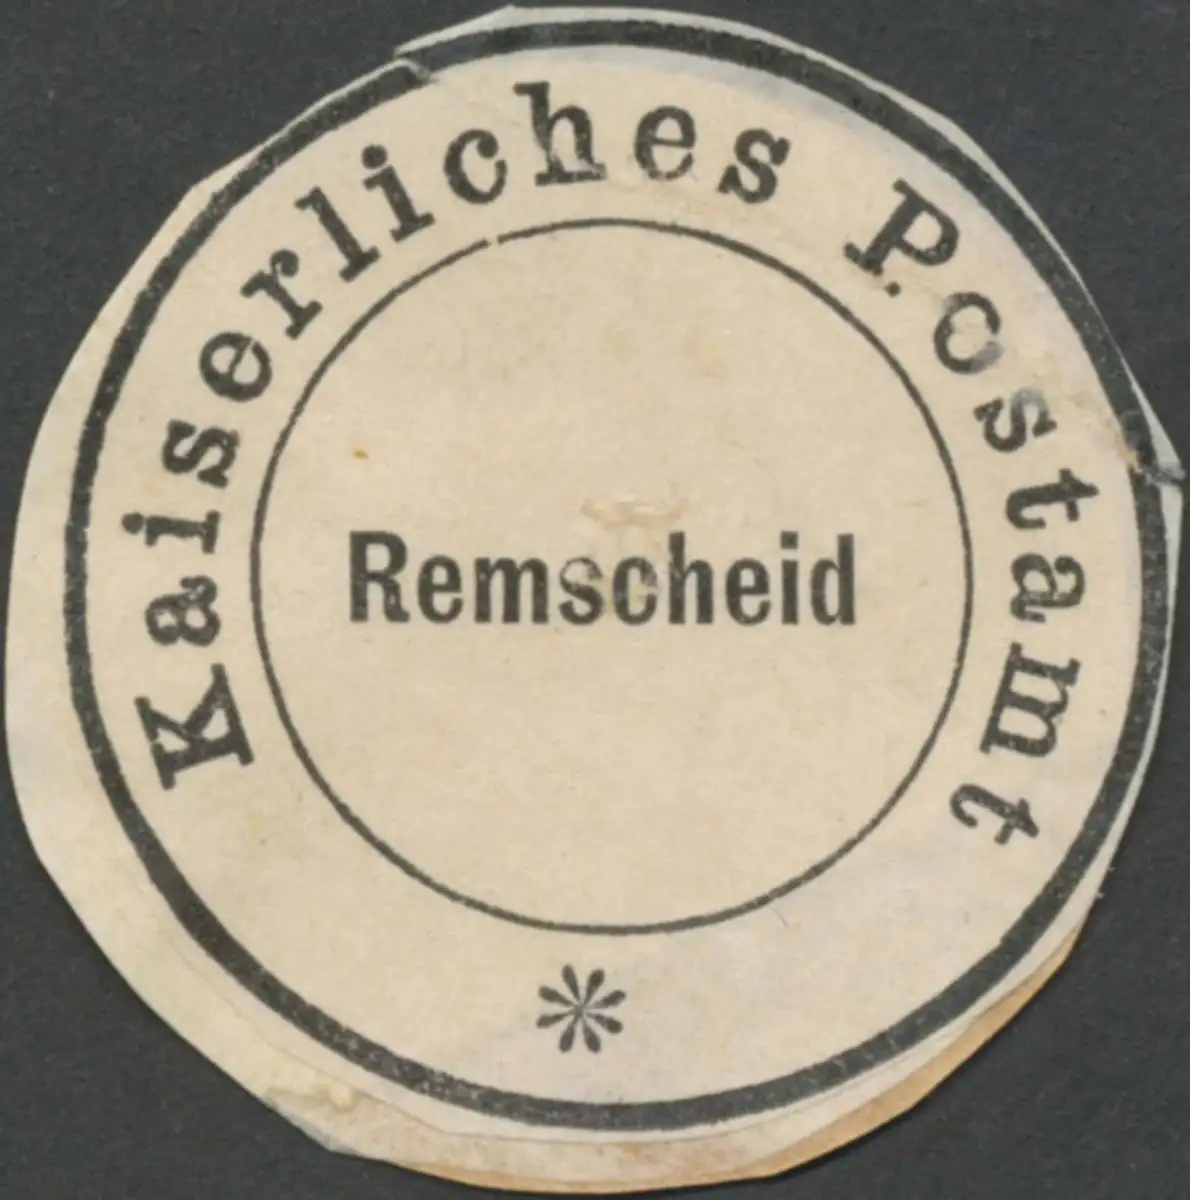 Kaiserliches Postamt
Remscheid